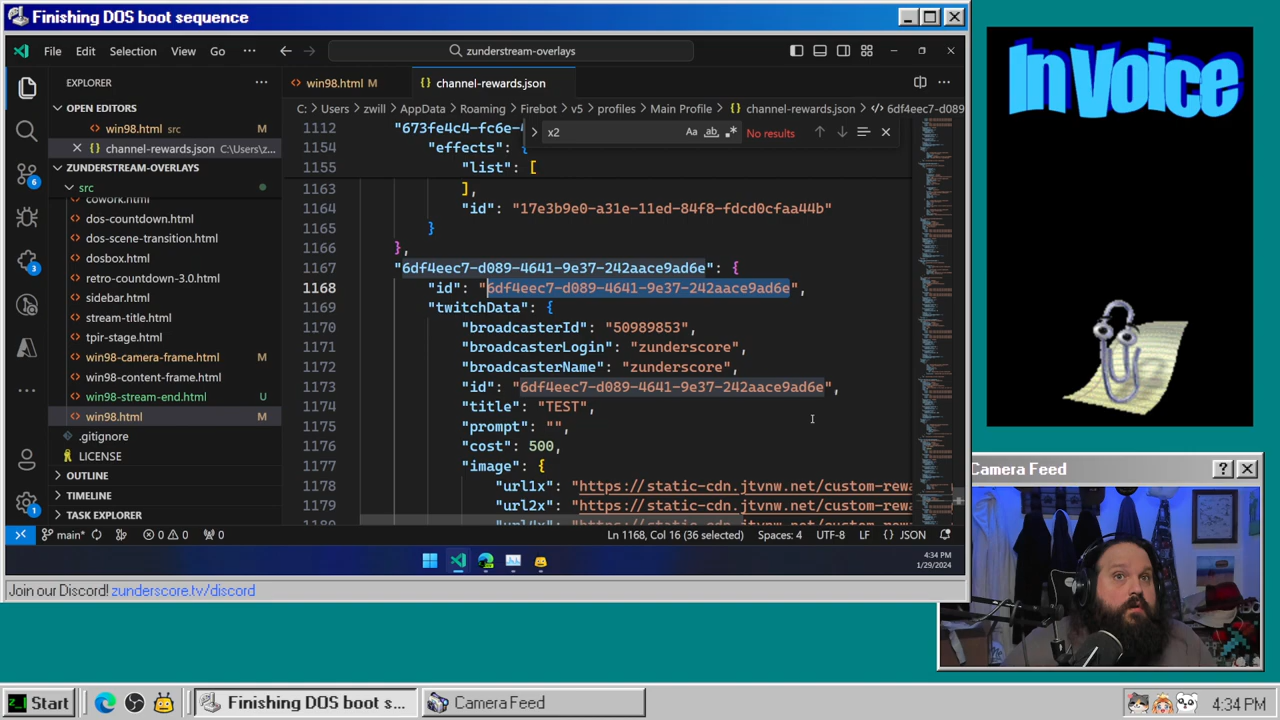 Finishing DOS boot sequence
File Edit Selection View Go ··· zunderstream-overlays
EXPLORER ···
win98.html M
channel-rewards.json
OPEN EDITORS
win98.html src M
channel-rewards.json C:\Users\z...
ZUNDERSTREAM-OVERLAYS
src
cowork.html
dos-countdown.html
dos-scene-transition.html
dosbox.html
retro-countdown-3.0.html
sidebar.html
stream-title.html
tpir-stage.html
win98-camera-frame.html M
win98-content-frame.html
win98-stream-end.html U
win98.html M
.gitignore
LICENSE
OUTLINE
TIMELINE
TASK EXPLORER
C: > Users > zwill > AppData > Roaming > Firebot > v5 > profiles > Main Profile > channel-rewards.json > 6df4eec7-d089
x2 Aa ab No results
1112 "673fe4c4-fc6e-4
1154 "effects": {
1155 "list": [
1163 ],
1164 "id": "17e3b9e0-a31e-11ec-84f8-fdcd0cfaa44b"
1165 }
1166 },
1167 "6df4eec7-d089-4641-9e37-242aace9ad6e": {
1168 "id": "6df4eec7-d089-4641-9e37-242aace9ad6e",
1169 "twitchData": {
1170 "broadcasterId": "50989853",
1171 "broadcasterLogin": "zunderscore",
1172 "broadcasterName": "zunderscore",
1173 "id": "6df4eec7-d089-4641-9e37-242aace9ad6e",
1174 "title": "TEST",
1175 "prompt": "",
1176 "cost": 500,
1177 "image": {
1178 "url1x": "https://static-cdn.jtvnw.net/custom-rewa
1179 "url2x": "https://static-cdn.jtvnw.net/custom-rewa
main* 0 0 0 Ln 1168, Col 16 (36 selected) Spaces: 4 UTF-8 LF {} JSON
4:34 PM
1/29/2024
Join our Discord! zunderscore.tv/discord
InVoice
Camera Feed
Start Finishing DOS boot s... Camera Feed 4:34 PM